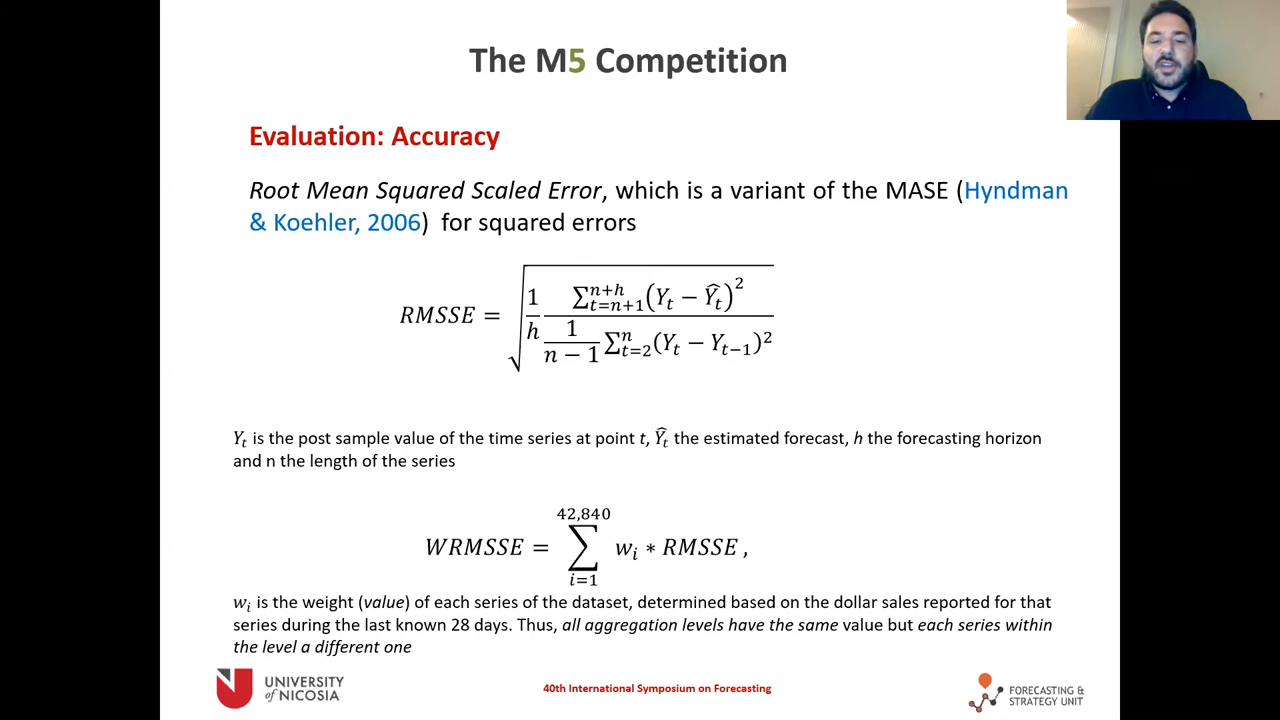 The M5 Competition
Evaluation: Accuracy
Root Mean Squared Scaled Error, which is a variant of the MASE (Hyndman
& Koehler, 2006) for squared errors
RMSSE = √(1/h · (∑_{t=n+1}^{n+h} (Y_t − Ŷ_t)²) / (1/(n − 1) ∑_{t=2}^{n} (Y_t − Y_{t−1})²))
Y_t is the post sample value of the time series at point t, Ŷ_t the estimated forecast, h the forecasting horizon
and n the length of the series
WRMSSE = ∑_{i=1}^{42,840} w_i * RMSSE ,
w_i is the weight (value) of each series of the dataset, determined based on the dollar sales reported for that
series during the last known 28 days. Thus, all aggregation levels have the same value but each series within
the level a different one
UNIVERSITY
of NICOSIA
40th International Symposium on Forecasting
FORECASTING &
STRATEGY UNIT